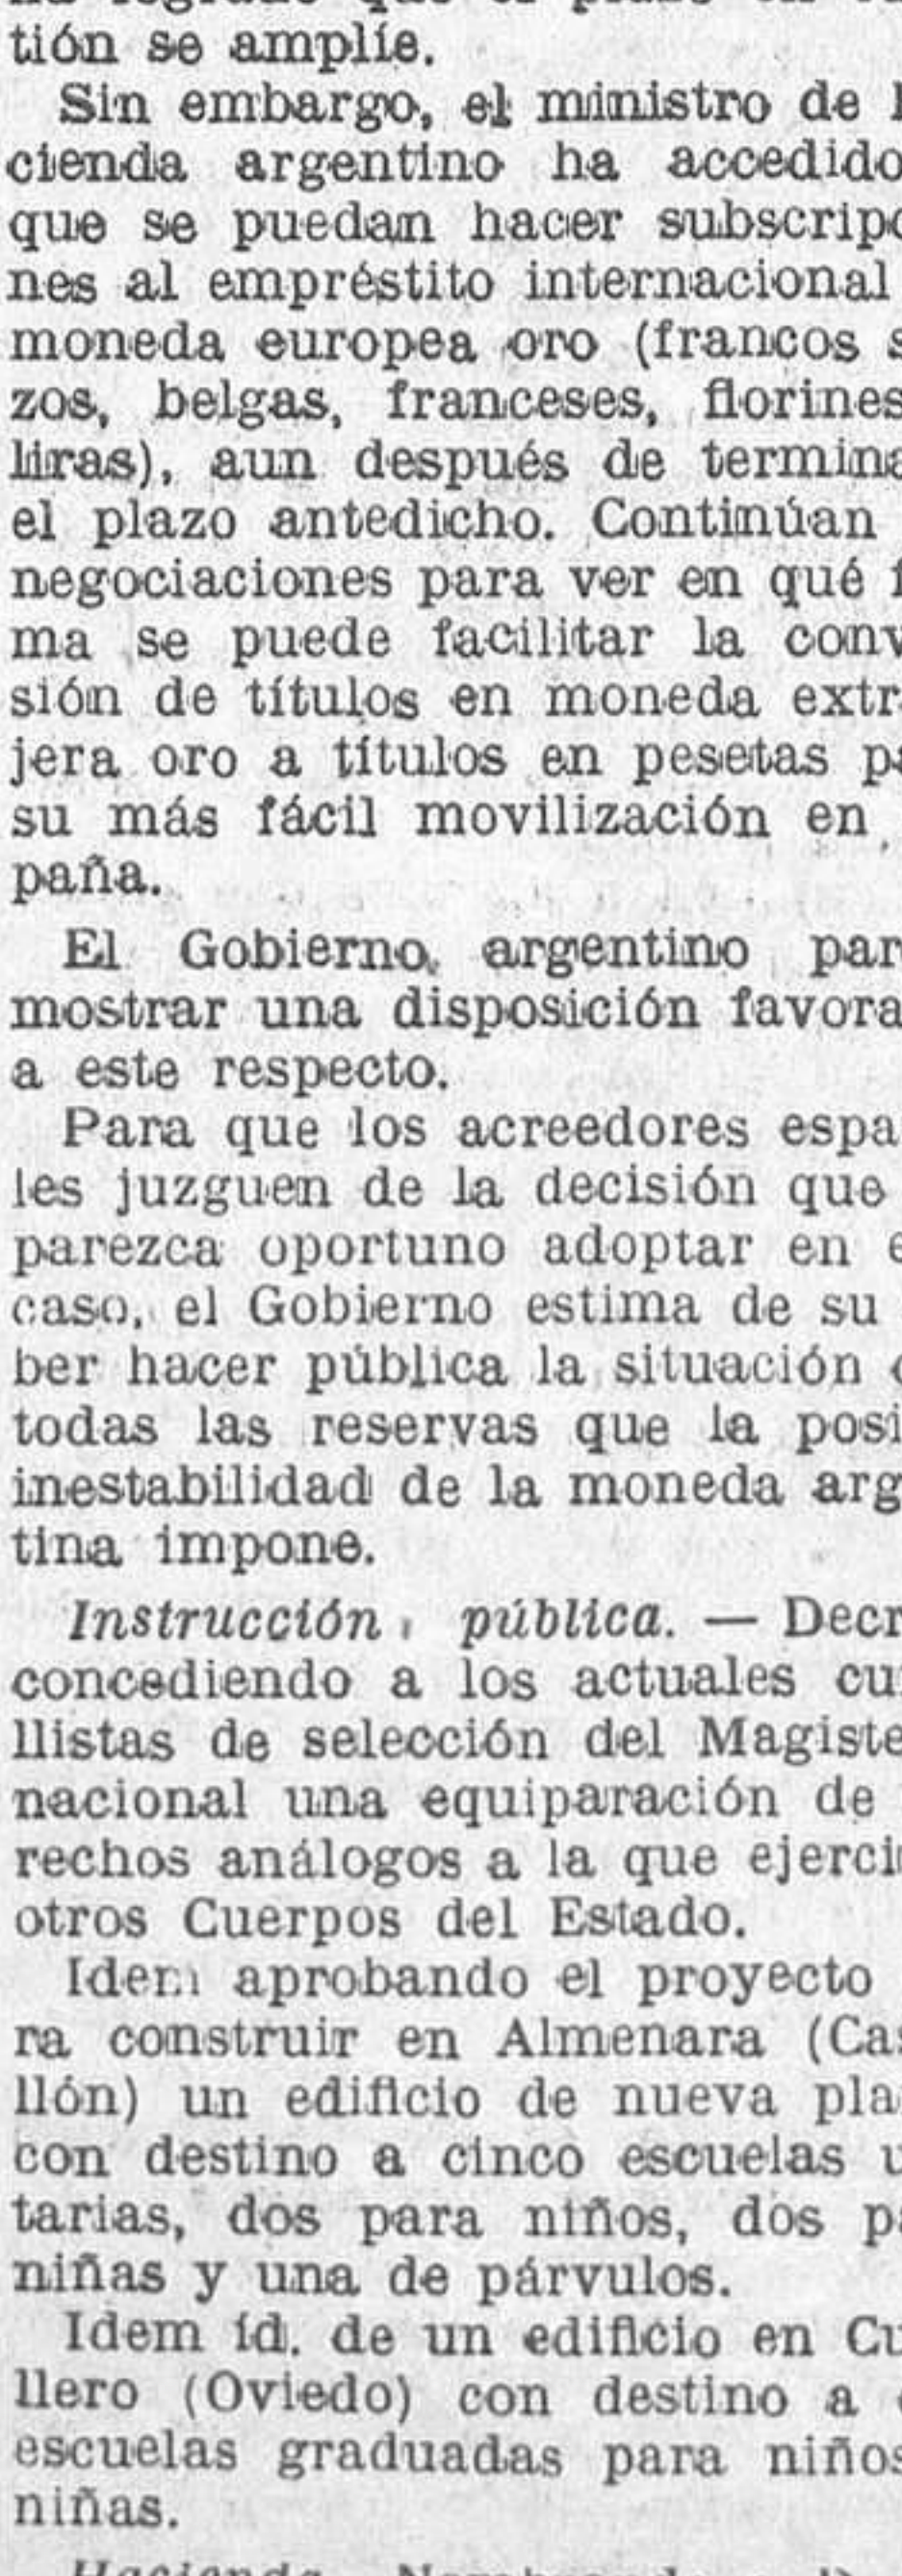 tión se amplíe.
Sin embargo, el ministro de
cienda argentino ha accedido
que se puedan hacer subscripc
nes al empréstito internacional
moneda europea oro (francos s
zos, belgas, franceses, florines
liras), aun después de termina
el plazo antedicho. Continúan
negociaciones para ver en qué f
ma se puede facilitar la conv
sión de títulos en moneda extr
jera oro a títulos en pesetas pa
su más fácil movilización en
paña.
El Gobierno argentino par
mostrar una disposición favora
a este respecto.
Para que los acreedores espa
les juzguen de la decisión que
parezca oportuno adoptar en e
caso, el Gobierno estima de su
ber hacer pública la situación c
todas las reservas que la posi
inestabilidad de la moneda arg
tina impone.
Instrucción pública. — Decr
concediendo a los actuales cur
llistas de selección del Magiste
nacional una equiparación de
rechos análogos a la que ejerci
otros Cuerpos del Estado.
Idem aprobando el proyecto
ra construir en Almenara (Cas
llón) un edificio de nueva pla
con destino a cinco escuelas u
tarias, dos para niños, dos pa
niñas y una de párvulos.
Idem íd. de un edificio en Cu
llero (Oviedo) con destino a
escuelas graduadas para niños
niñas.